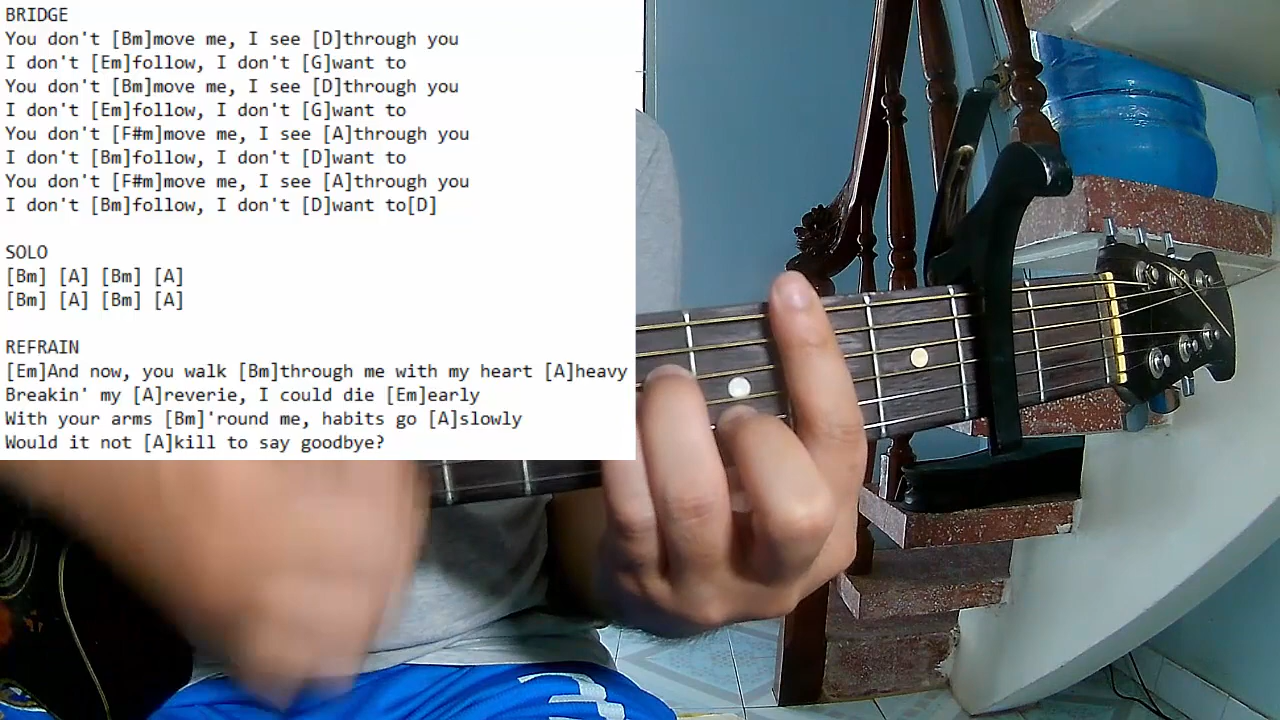 BRIDGE
You don't [Bm]move me, I see [D]through you
I don't [Em]follow, I don't [G]want to
You don't [Bm]move me, I see [D]through you
I don't [Em]follow, I don't [G]want to
You don't [F#m]move me, I see [A]through you
I don't [Bm]follow, I don't [D]want to
You don't [F#m]move me, I see [A]through you
I don't [Bm]follow, I don't [D]want to[D]
SOLO
[Bm] [A] [Bm] [A]
[Bm] [A] [Bm] [A]
REFRAIN
[Em]And now, you walk [Bm]through me with my heart [A]heavy
Breakin' my [A]reverie, I could die [Em]early
With your arms [Bm]'round me, habits go [A]slowly
Would it not [A]kill to say goodbye?